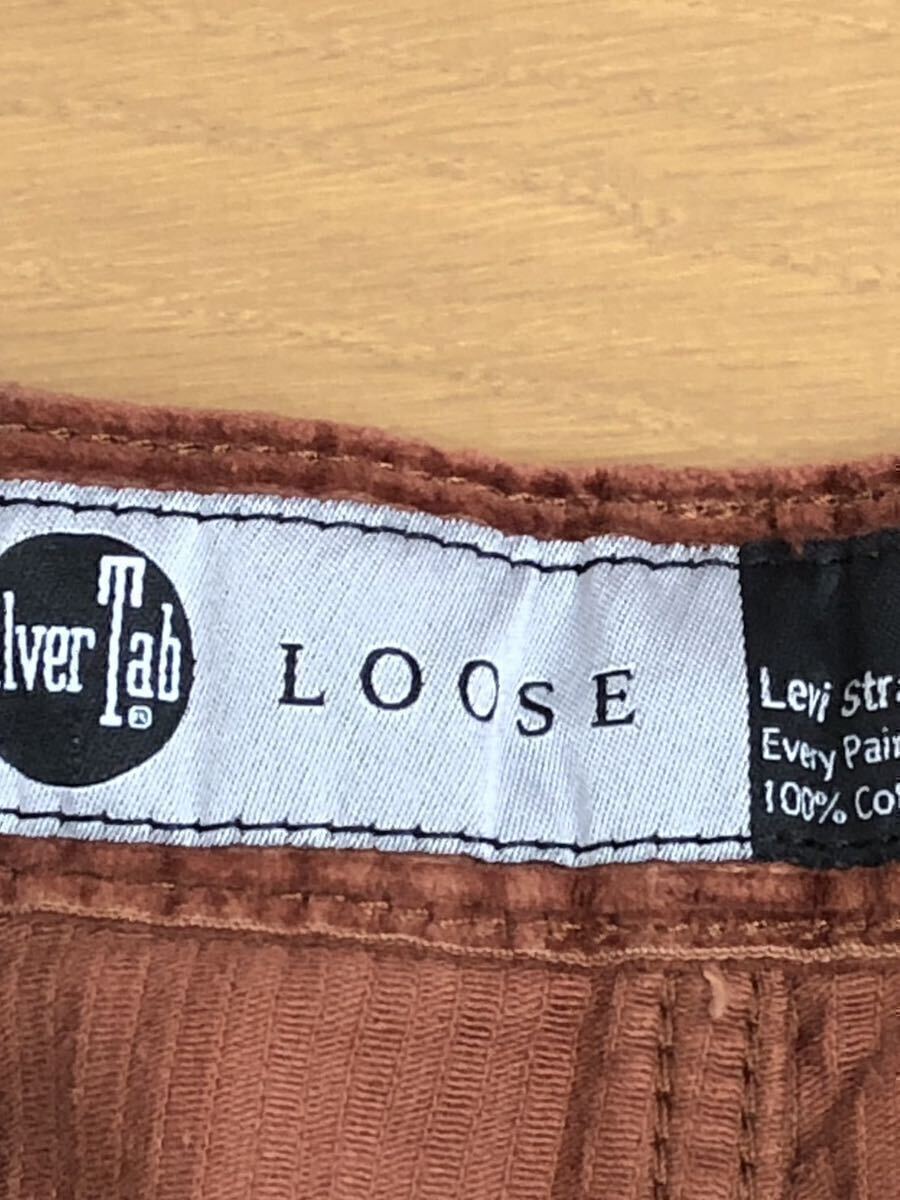 lver Tab
LOOSE
Levi Stra
Every Pair
100% Co